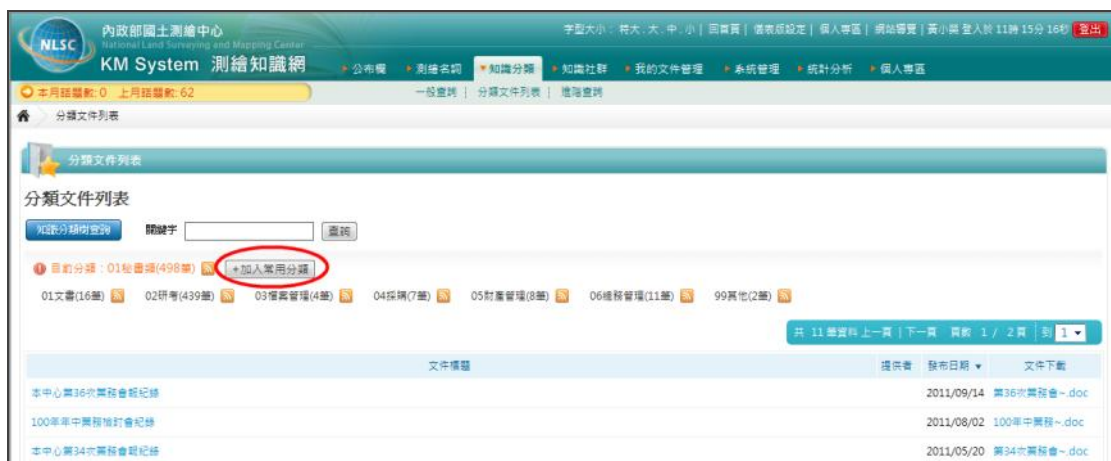 NLSC
內政部國土測繪中心
National Land Surveying and Mapping Center
字型大小：特大.大.中.小| 回首頁| 儀表版設定| 個人專區| 網站導覽|黃小 登入於 11時 15分 16秒 登出
KM System 測繪知識網
公布欄 測繪名詞 知識分類 知識社群 我的文件管理 系統管理 統計分析 個人專區
本月話題數: 0 上月話題數: 62
一般查詢 | 分類文件列表 | 進階查詢
分類文件列表
分類文件列表
分類文件列表
知識分類樹查詢 關鍵字 查詢
目前分類：01秘書類(498筆) +加入常用分類
01文書(16筆) 02研考(439筆) 03檔案管理(4筆) 04採購(7筆) 05財產管理(8筆) 06總務管理(11筆) 99其他(2筆)
共 11 筆資料 上一頁 | 下一頁 頁數 1 / 2 頁 到 1
文件標題 提供者 發布日期 文件下載
本中心第36次業務會報紀錄 2011/09/14 第36次業務會~.doc
100年年中業務檢討會紀錄 2011/08/02 100年中業務~.doc
本中心第34次業務會報紀錄 2011/05/20 第34次業務會~.doc